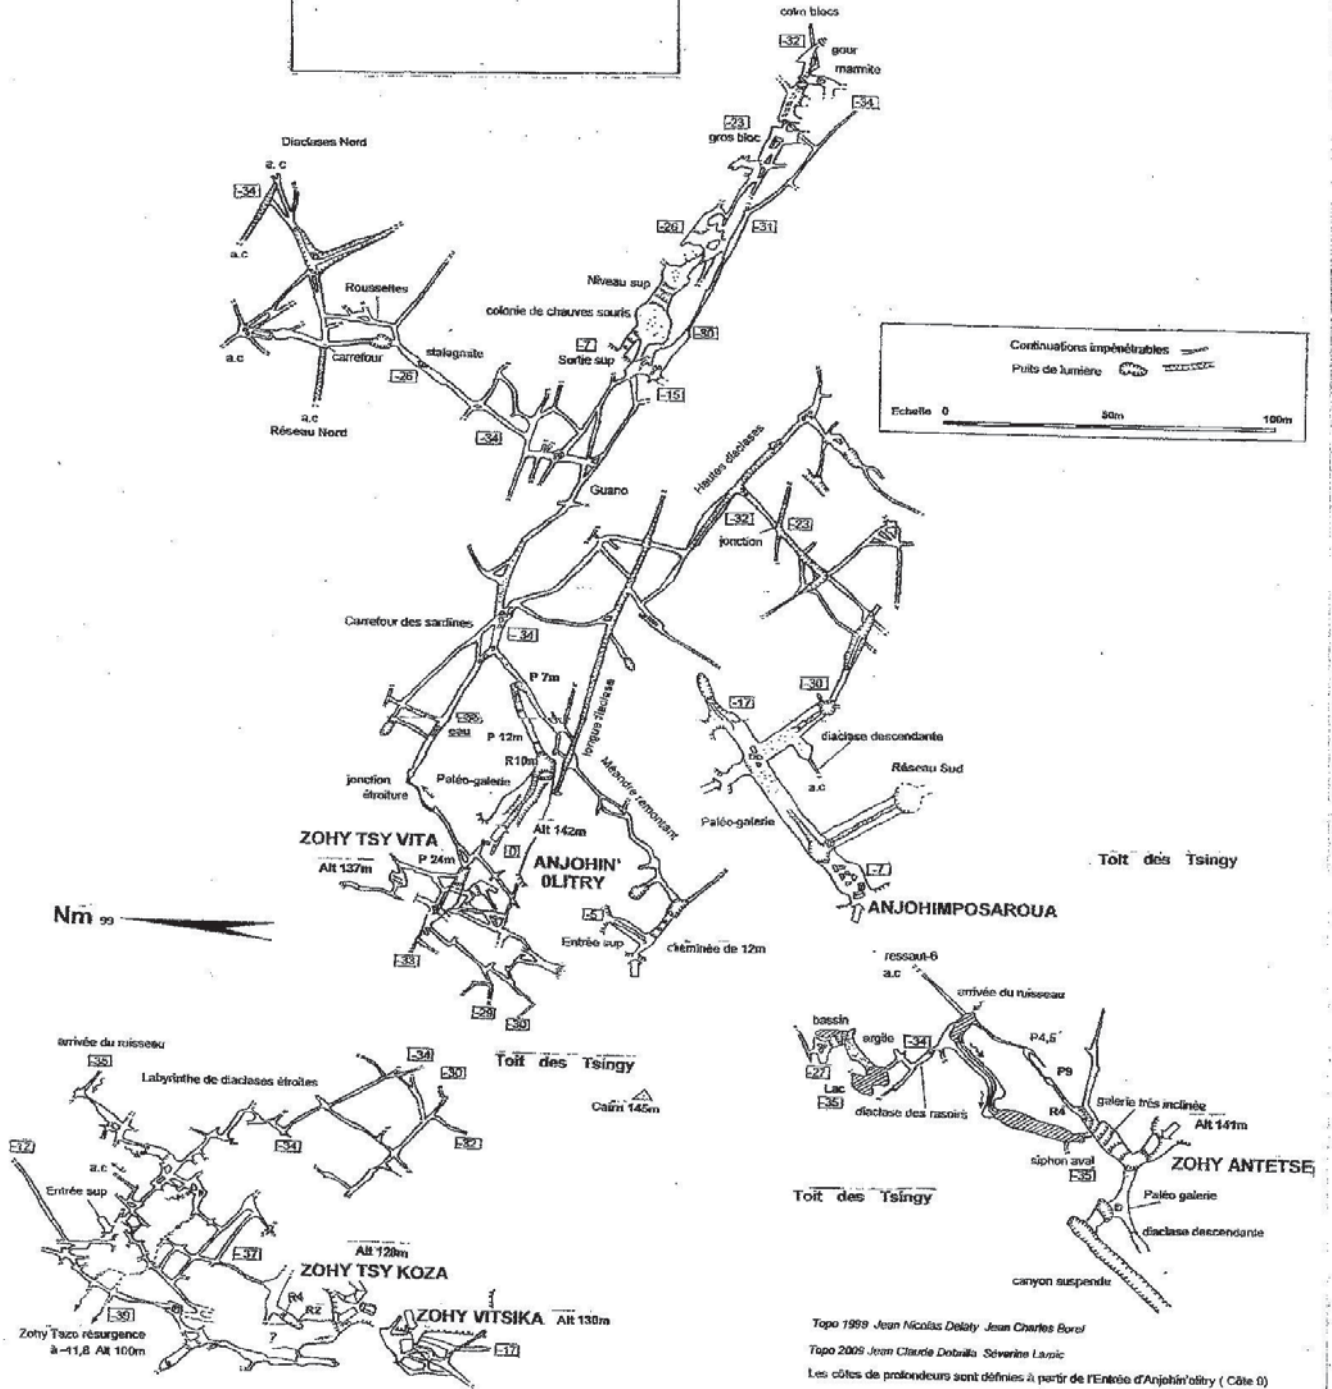 colm blocs
-32
gour
marmite
-34
-23
gros bloc
Diaclases Nord
a.c
-34
a.c
-26
-31
Niveau sup
Roussettes
colonie de chauves souris
-7
Sortie sup
-30
-15
a.c
carrefour
stalagmite
-26
a.c
Réseau Nord
-34
Continuations impénétrables
Puits de lumière
Echelle 0 50m 100m
Guano
Hautes diaclases
-32
-23
jonction
Carrefour des sardines
-34
P 7m
-17
-30
eau
P 12m
longue diaclase
R10m
diaclase descendante
a.c
jonction
étroiture
Paléo-galerie
Méandre remontant
Réseau Sud
Paléo-galerie
ZOHY TSY VITA
Alt 137m
P 24m
0
Alt 142m
ANJOHIN'
OLITRY
-7
Toit des Tsingy
ANJOHIMPOSAROUA
Nm 99
-5
Entrée sup
cheminée de 12m
-33
-29
-30
ressaut-6
a.c
arrivée du ruisseau
bassin
argile
-34
P4,5
P9
-27
Lac
-35
diaclase des rasoirs
R4
galerie très inclinée
Alt 141m
siphon aval
-35
ZOHY ANTETSE
Toit des Tsingy
Paléo galerie
diaclase descendante
canyon suspendu
arrivée du ruisseau
-35
Labyrinthe de diaclases étroites
-34
-30
Toit des Tsingy
Cairn 145m
-34
-32
-12
a.c
Entrée sup
-37
Alt 128m
ZOHY TSY KOZA
R4
R2
?
-39
Zohy Tazo résurgence
à -41,8 Alt 100m
ZOHY VITSIKA Alt 130m
-17
Topo 1999 Jean Nicolas Delaty Jean Charles Borel
Topo 2009 Jean Claude Dobrilla Séverine
Les côtes de profondeurs sont définies à partir de l'Entrée d'Anjohin'olitry ( Côte 0)